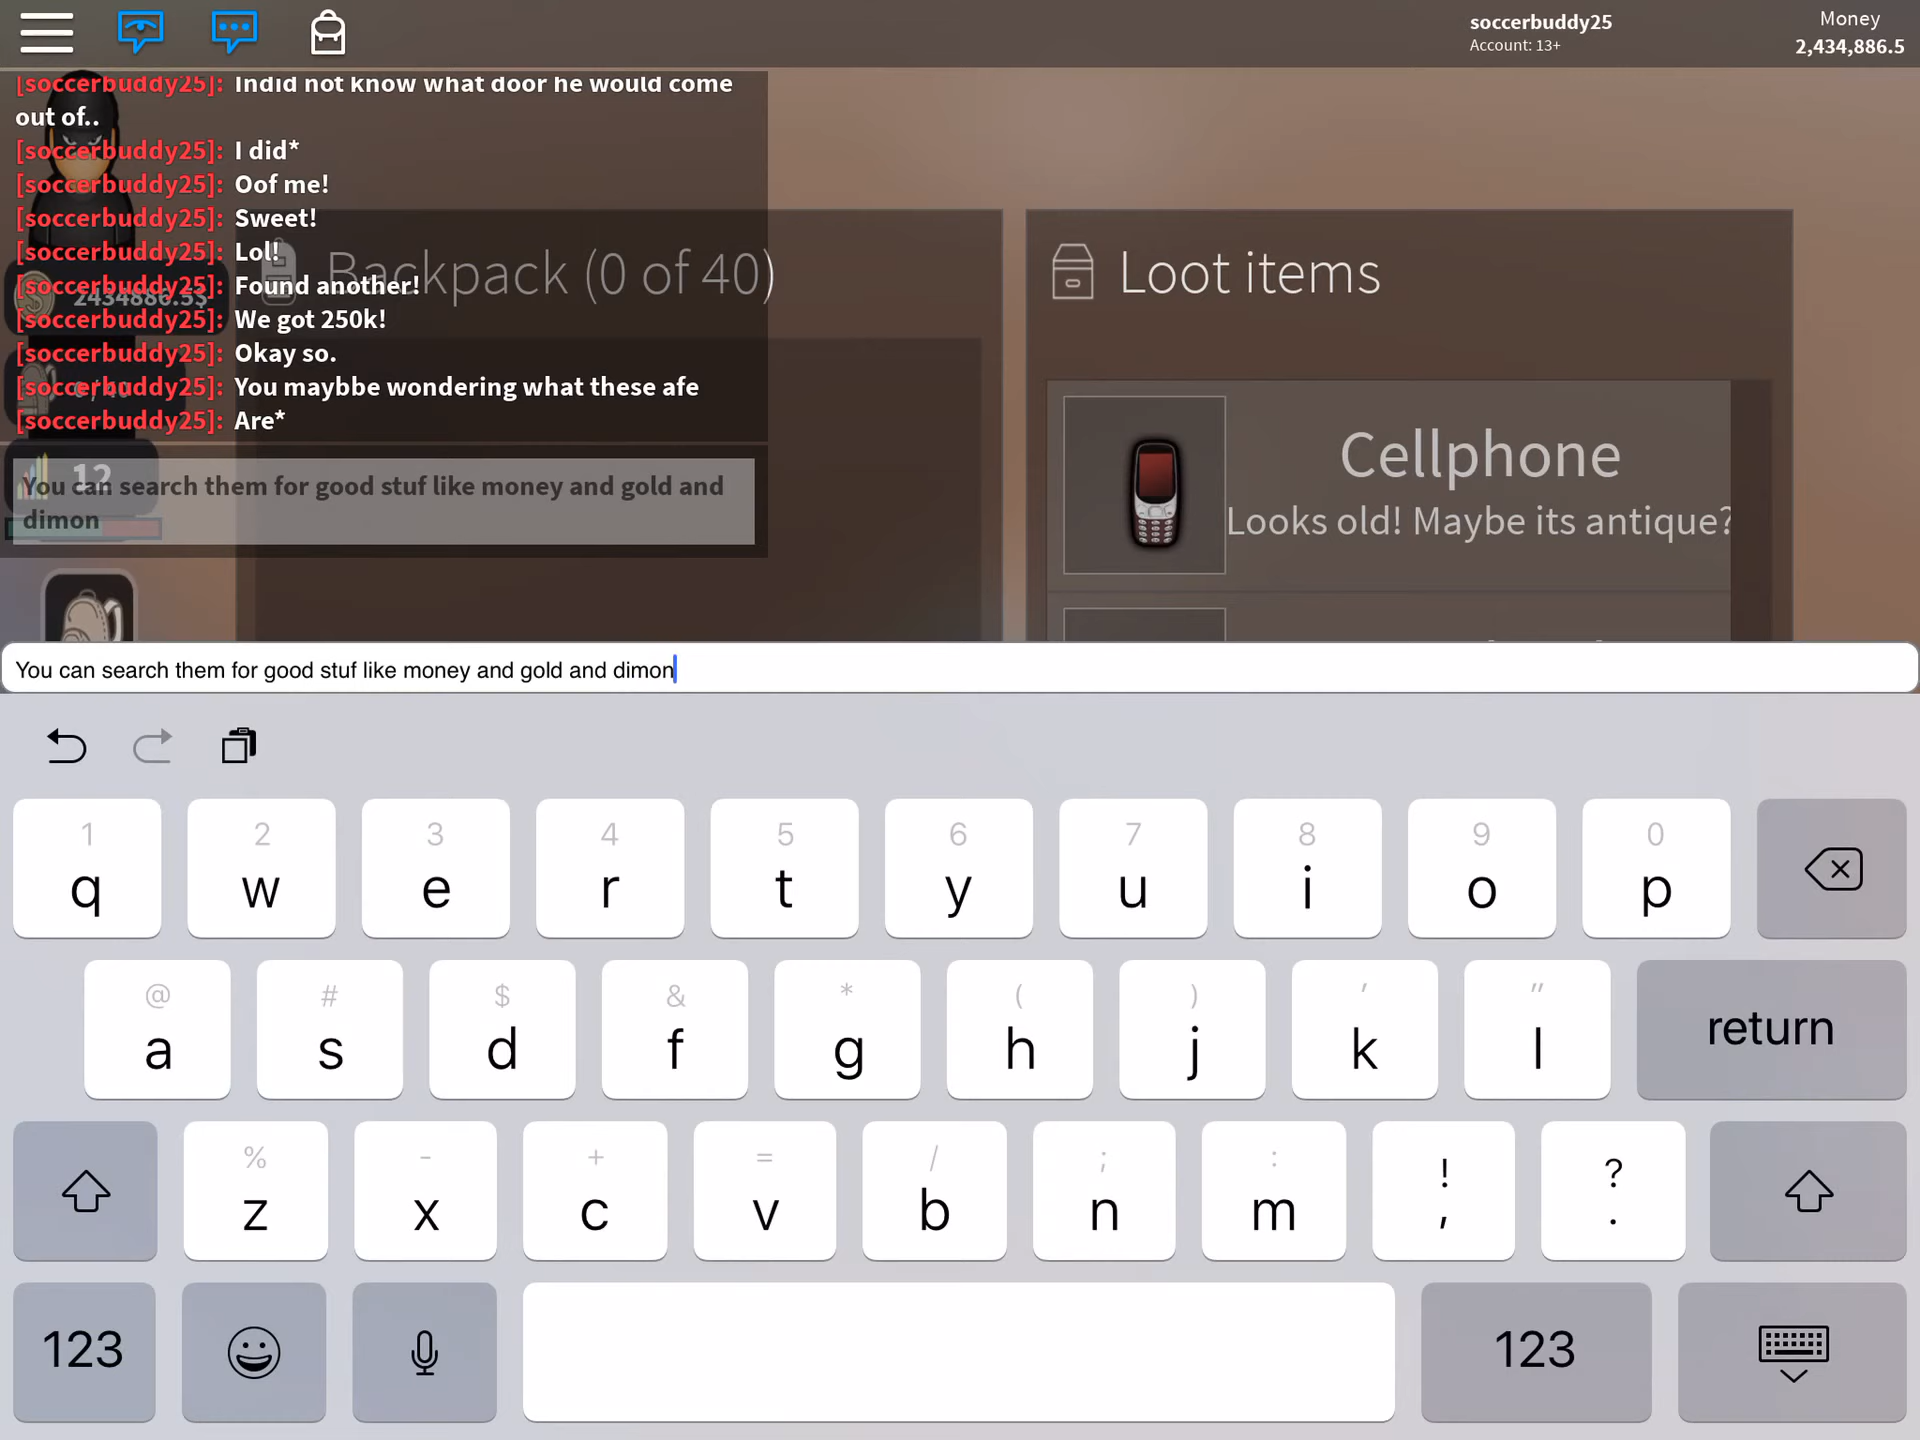 soccerbuddy25
Account: 13+
Money
2,434,886.5
[soccerbuddy25]: Indid not know what door he would come
out of..
[soccerbuddy25]: I did*
[soccerbuddy25]: Oof me!
[soccerbuddy25]: Sweet!
[soccerbuddy25]: Lol!
[soccerbuddy25]: Found another!
[soccerbuddy25]: We got 250k!
[soccerbuddy25]: Okay so.
[soccerbuddy25]: You maybbe wondering what these afe
[soccerbuddy25]: Are*
You can search them for good stuf like money and gold and
dimon
2434886.5$
12
Backpack (0 of 40)
Loot items
Cellphone
Looks old! Maybe its antique?
You can search them for good stuf like money and gold and dimon
1 2 3 4 5 6 7 8 9 0
q w e r t y u i o p
@ # $ & * ( ) ' "
a s d f g h j k l return
% - + = / ; : ! ?
z x c v b n m , .
123 123